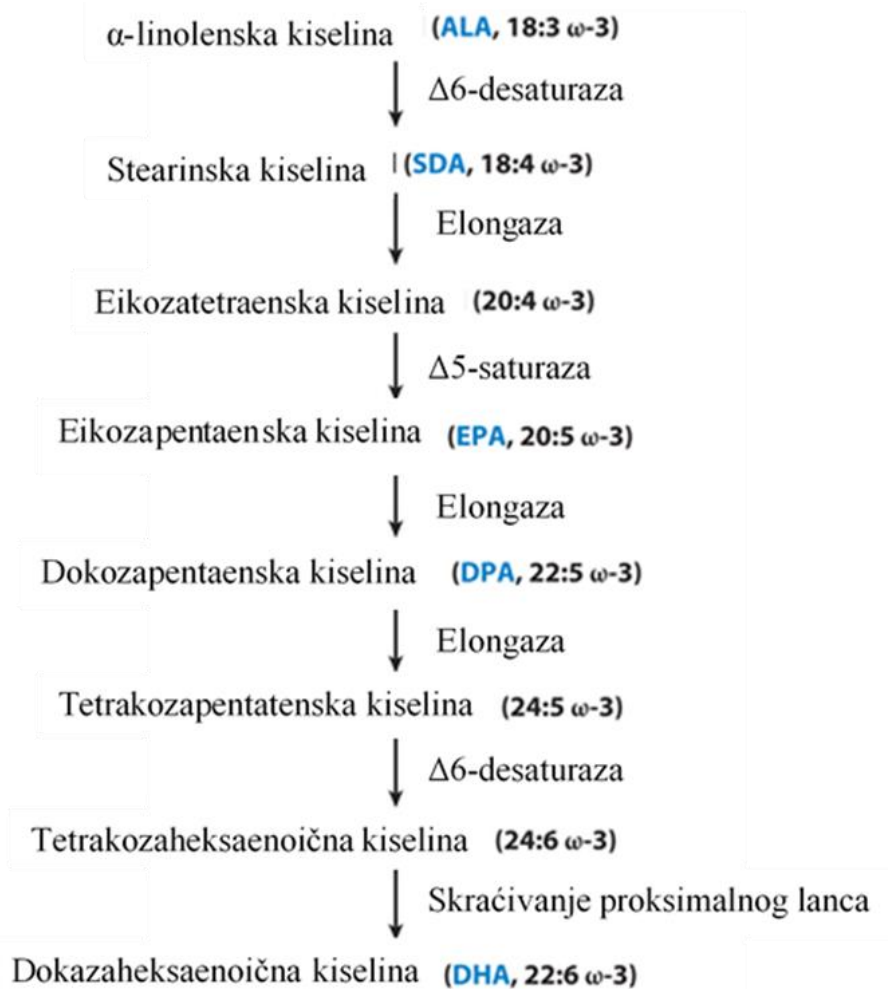 α-linolenska kiselina (ALA, 18:3 ω-3)
Δ6-desaturaza
Stearinska kiselina (SDA, 18:4 ω-3)
Elongaza
Eikozatetraenska kiselina (20:4 ω-3)
Δ5-saturaza
Eikozapentaenska kiselina (EPA, 20:5 ω-3)
Elongaza
Dokozapentaenska kiselina (DPA, 22:5 ω-3)
Elongaza
Tetrakozapentatenska kiselina (24:5 ω-3)
Δ6-desaturaza
Tetrakozaheksaenoična kiselina (24:6 ω-3)
Skraćivanje proksimalnog lanca
Dokazaheksaenoična kiselina (DHA, 22:6 ω-3)